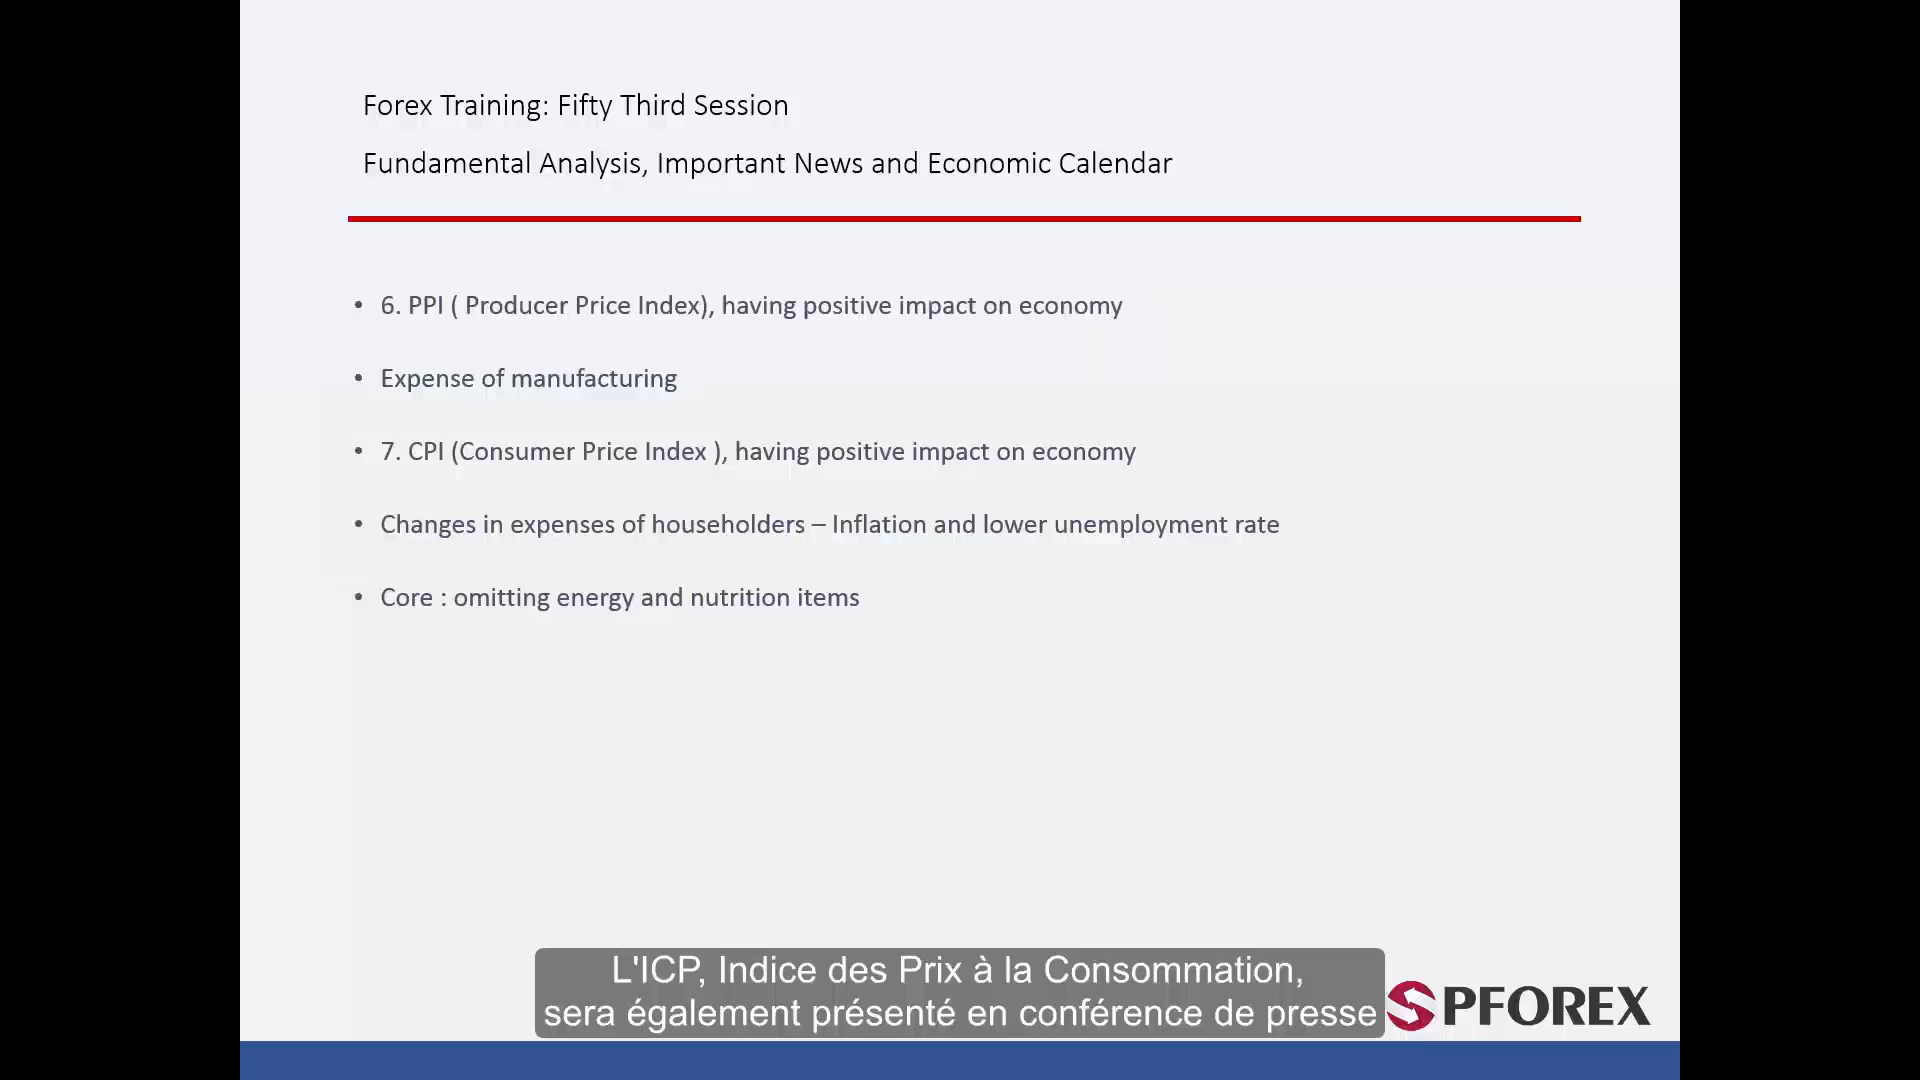 Forex Training: Fifty Third Session
Fundamental Analysis, Important News and Economic Calendar
• 6. PPI ( Producer Price Index), having positive impact on economy
• Expense of manufacturing
• 7. CPI (Consumer Price Index ), having positive impact on economy
• Changes in expenses of householders – Inflation and lower unemployment rate
• Core : omitting energy and nutrition items
L'ICP, Indice des Prix à la Consommation,
sera également présenté en conférence de presse
SPFOREX